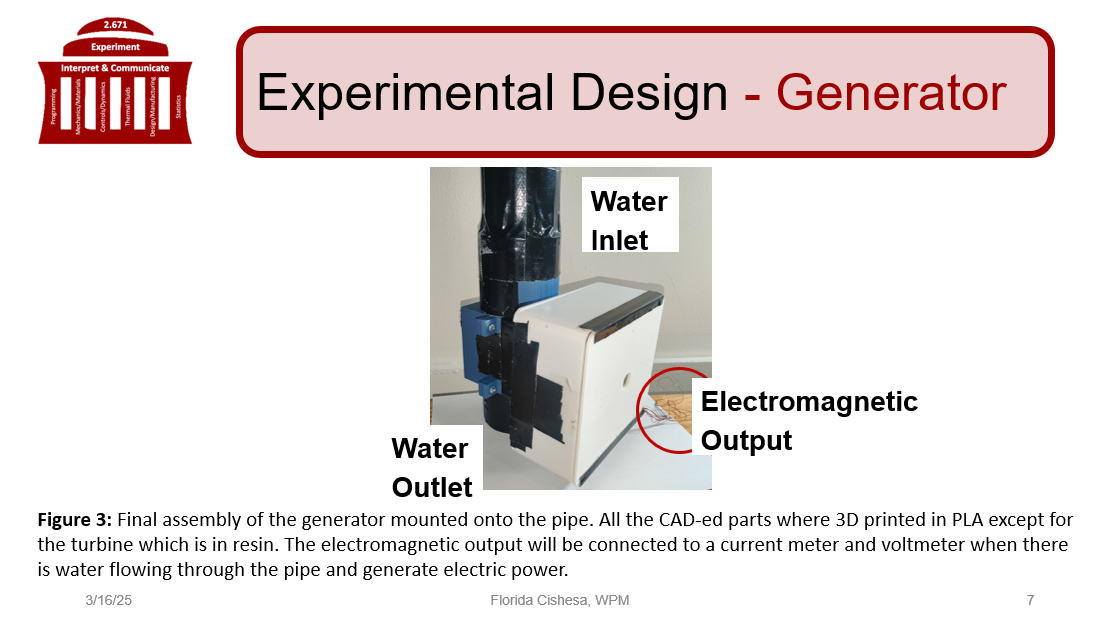 2.671
Experiment
Interpret & Communicate
Programming
Mechanics/Materials
Controls/Dynamics
Thermal Fluids
Design/Manufacturing
Statistics
Experimental Design - Generator
Water
Inlet
Electromagnetic
Output
Water
Outlet
Figure 3: Final assembly of the generator mounted onto the pipe. All the CAD-ed parts where 3D printed in PLA except for
the turbine which is in resin. The electromagnetic output will be connected to a current meter and voltmeter when there
is water flowing through the pipe and generate electric power.
3/16/25
Florida Cishesa, WPM
7